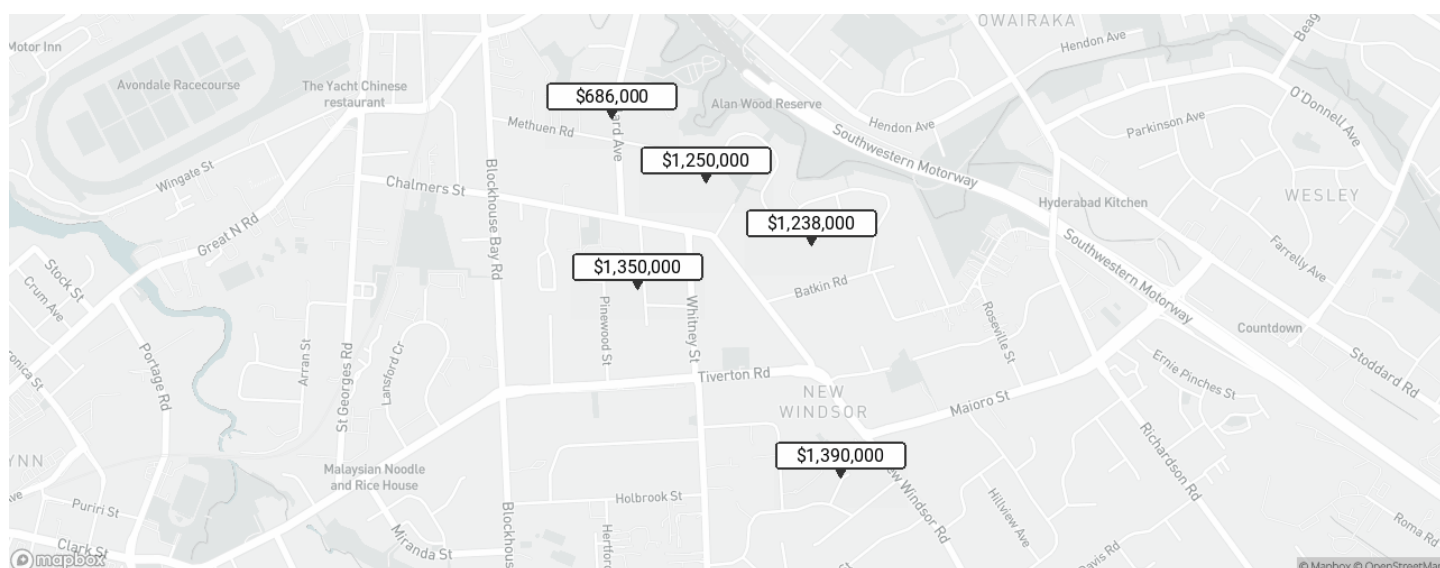 OWAIRAKA
Motor Inn
Hendon Ave
Avondale Racecourse
The Yacht Chinese
restaurant
$686,000
Alan Wood Reserve
O'Donnell Ave
Methuen Rd
Hendon Ave
Parkinson Ave
$1,250,000
Southwestern Motorway
Wingate St
Chalmers St
Blockhouse Bay Rd
WESLEY
Hyderabad Kitchen
$1,238,000
Great N Rd
Farrelly Ave
Southwestern Motorway
$1,350,000
Stock St
Crum Ave
Batkin Rd
Pinewood St
Whitney St
Roseville St
Countdown
Portage Rd
Arran St
St Georges Rd
Lansford Cr
Tiverton Rd
Ernie Pinches St
Stoddard Rd
NEW
WINDSOR
Maioro St
Richardson Rd
$1,390,000
Malaysian Noodle
and Rice House
Holbrook St
New Windsor Rd
Hillview Ave
Puriri St
Roma Rd
Miranda St
Clark St
mapbox
© Mapbox © OpenStreetMap